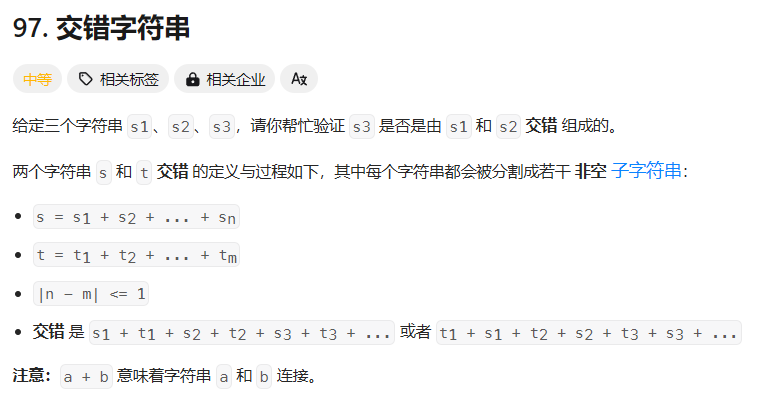 97. 交错字符串
中等 相关标签 相关企业 Aあ
给定三个字符串 s1、s2、s3，请你帮忙验证 s3 是否是由 s1 和 s2 交错 组成的。
两个字符串 s 和 t 交错 的定义与过程如下，其中每个字符串都会被分割成若干 非空 子字符串：
s = s1 + s2 + ... + sn
t = t1 + t2 + ... + tm
|n - m| <= 1
交错 是 s1 + t1 + s2 + t2 + s3 + t3 + ... 或者 t1 + s1 + t2 + s2 + t3 + s3 + ...
注意：a + b 意味着字符串 a 和 b 连接。